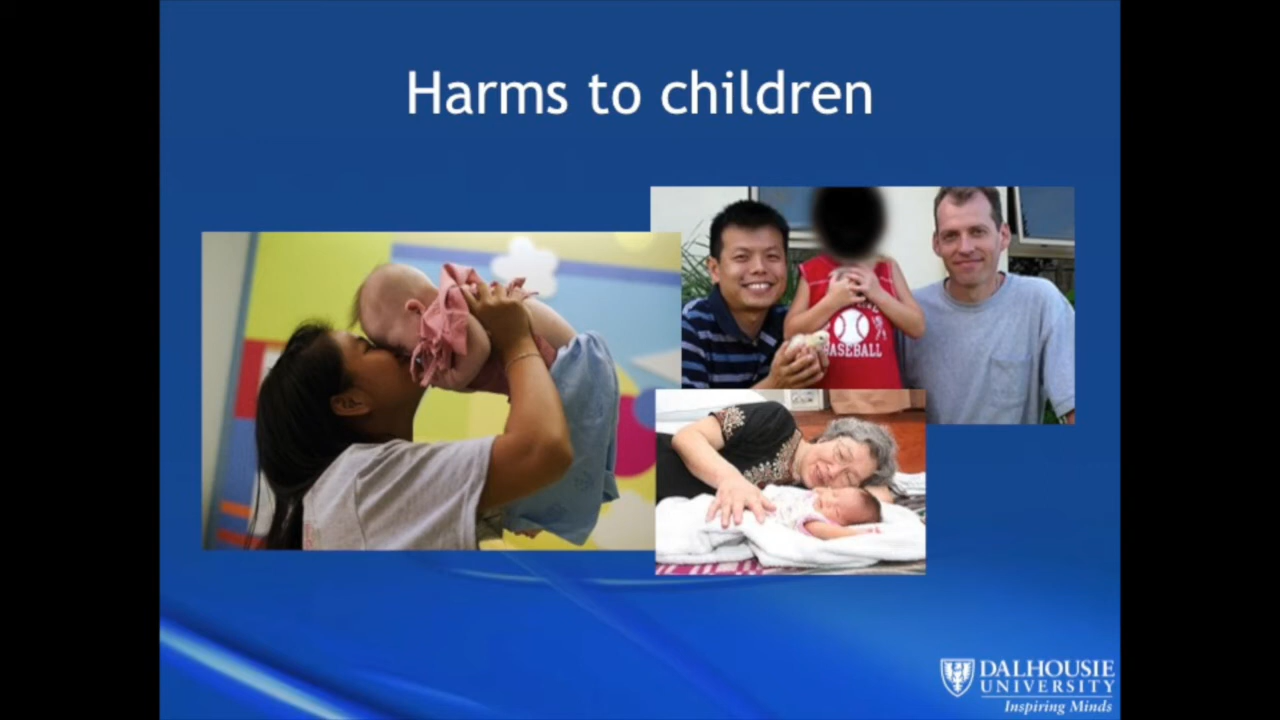 Harms to children
BASEBALL
DALHOUSIE
UNIVERSITY
Inspiring Minds